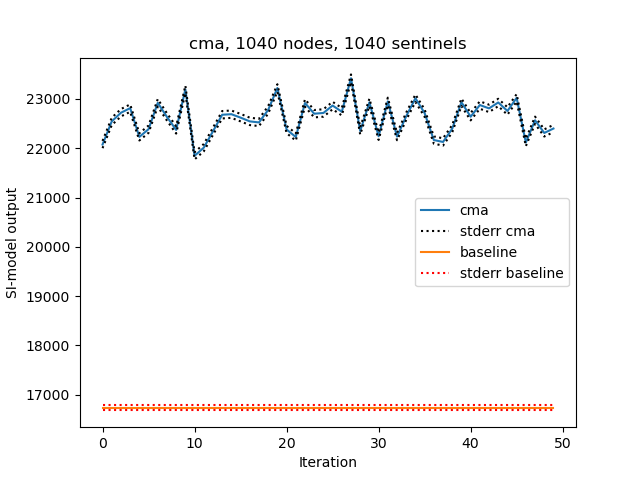 cma, 1040 nodes, 1040 sentinels
SI-model output
23000
22000
21000
20000
19000
18000
17000
cma
stderr cma
baseline
stderr baseline
0 10 20 30 40 50
Iteration